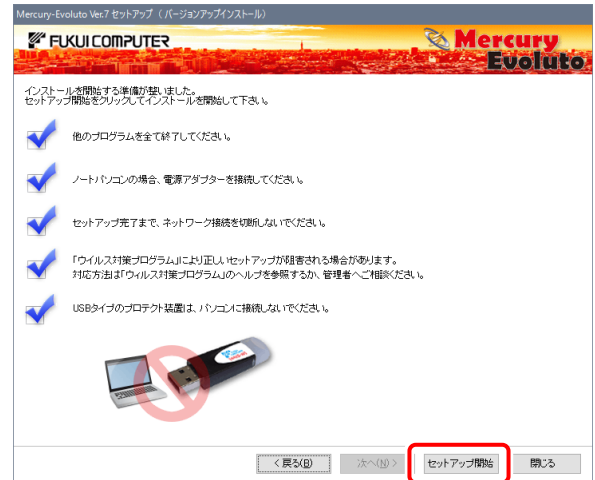 Mercury-Evoluto Ver.7 セットアップ（バージョンアップインストール）
FUKUI COMPUTER
Mercury
Evoluto
インストールを開始する準備が整いました。
セットアップ開始をクリックしてインストールを開始して下さい。
他のプログラムを全て終了してください。
ノートパソコンの場合、電源アダプターを接続してください。
セットアップ完了まで、ネットワーク接続を切断しないでください。
「ウイルス対策プログラム」により正しいセットアップが阻害される場合があります。
対応方法は「ウィルス対策プログラム」のヘルプを参照するか、管理者へご相談ください。
USBタイプのプロテクト装置は、パソコンに接続しないでください。
< 戻る(B)
次へ(N) >
セットアップ開始
閉じる